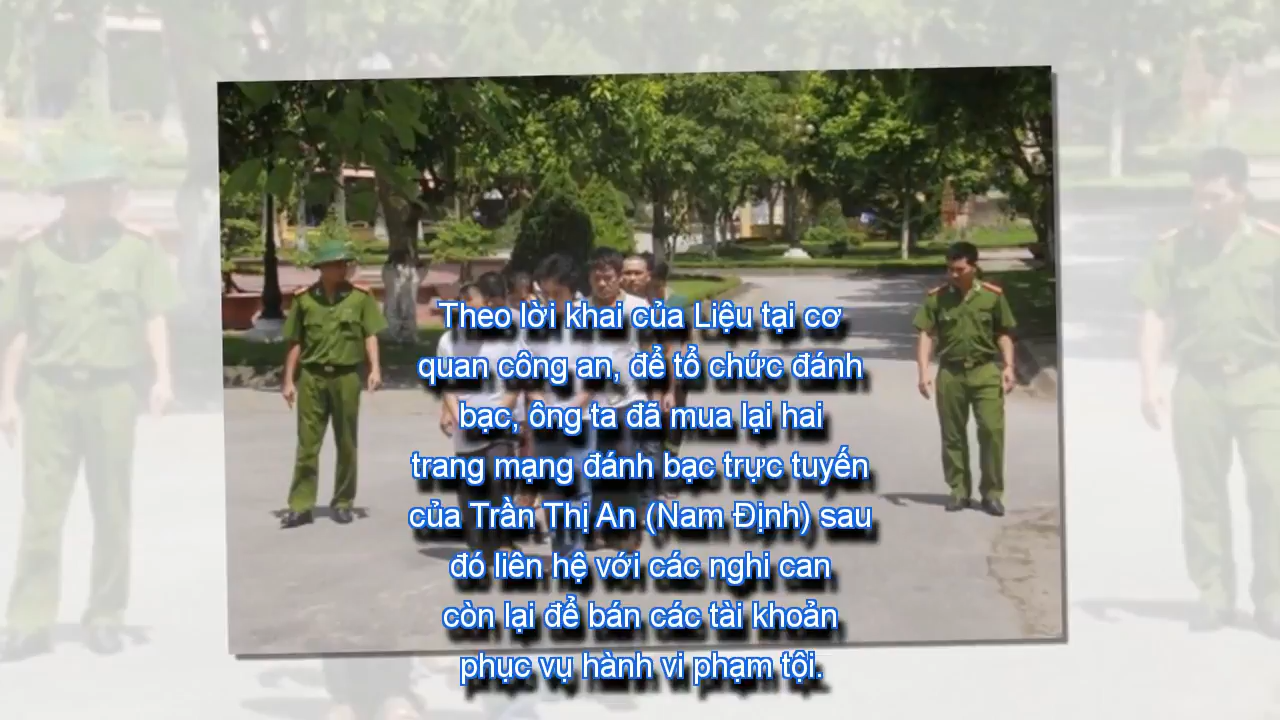 Theo lời khai của Liệu tại cơ
quan công an, để tổ chức đánh
bạc, ông ta đã mua lại hai
trang mạng đánh bạc trực tuyến
của Trần Thị An (Nam Định) sau
đó liên hệ với các nghi can
còn lại để bán các tài khoản
phục vụ hành vi phạm tội.